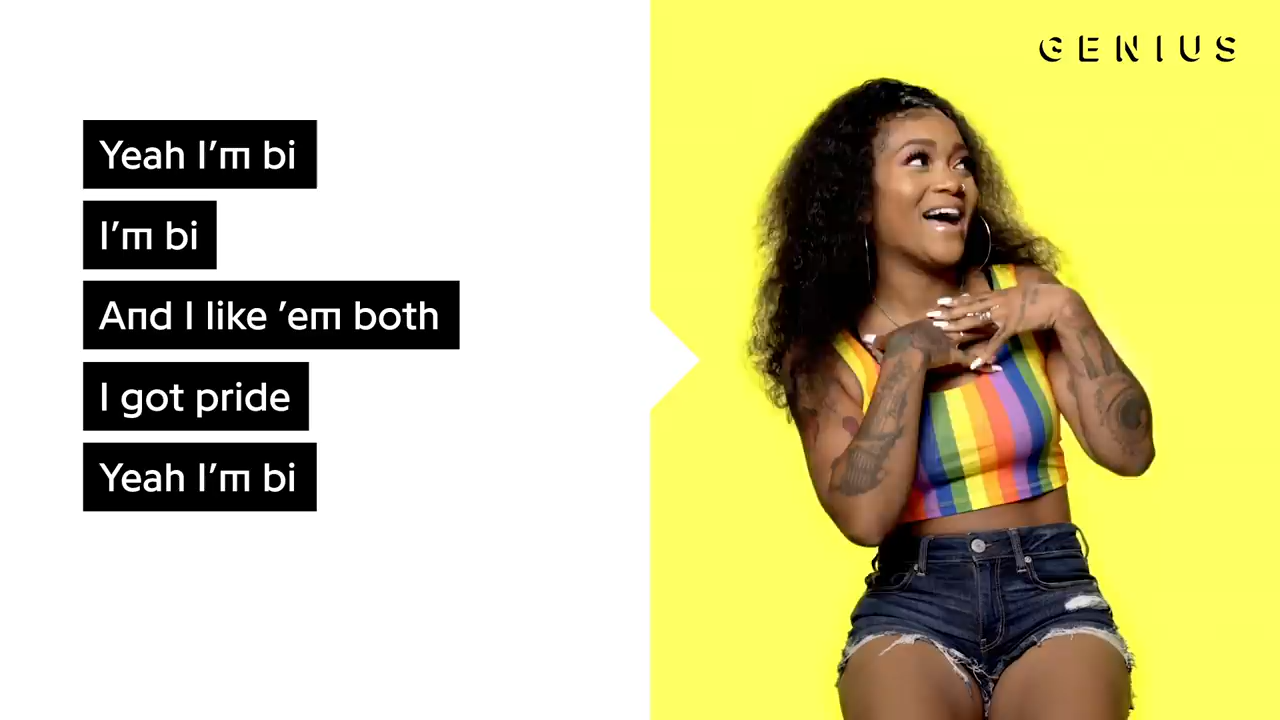 GENIUS
Yeah I'm bi
I'm bi
And I like 'em both
I got pride
Yeah I'm bi